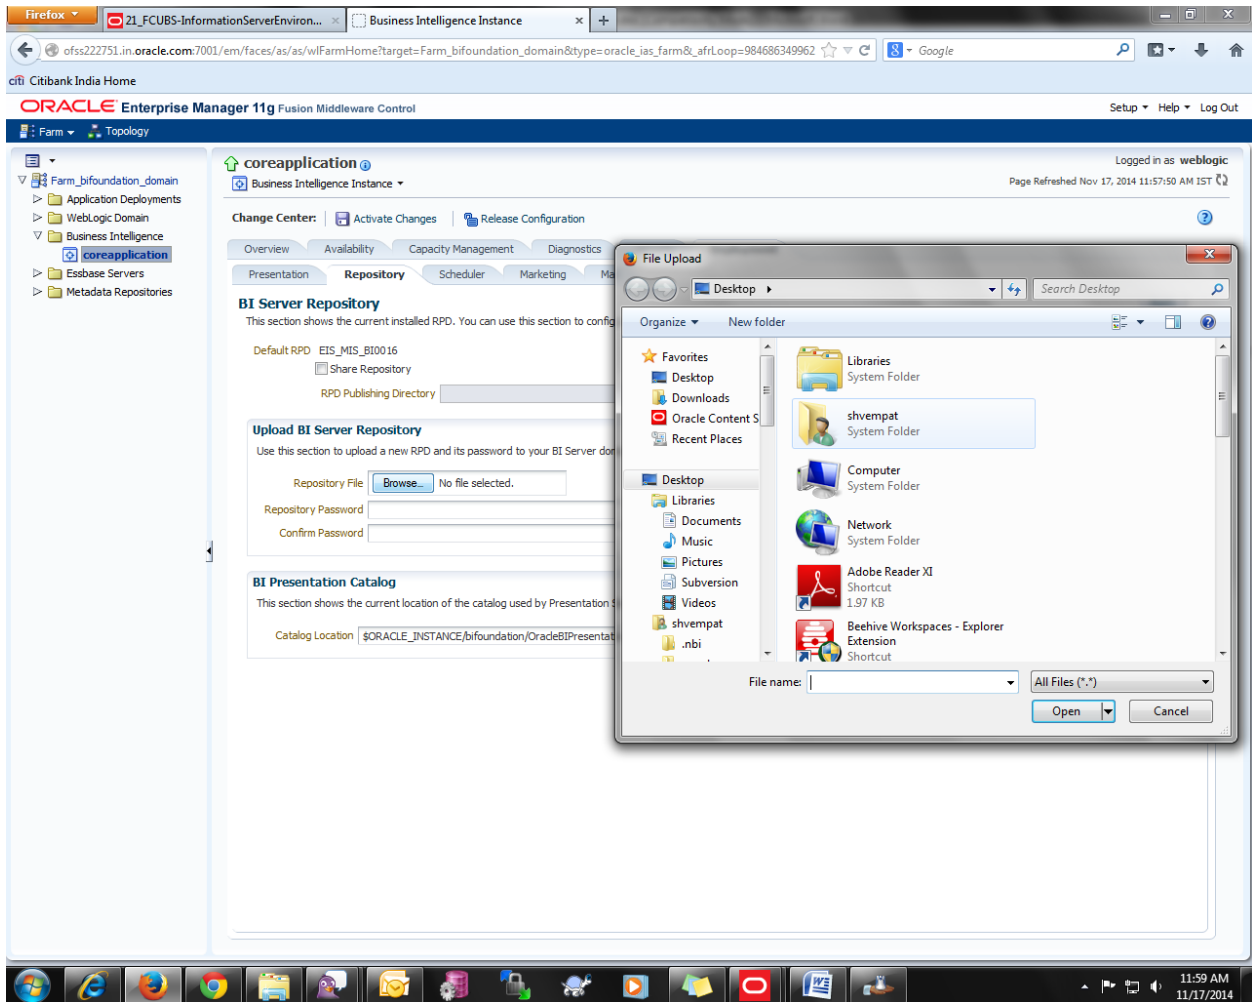 Firefox
21_FCUBS-InformationServerEnviron...
Business Intelligence Instance
ofss222751.in.oracle.com:7001/em/faces/as/as/wlFarmHome?target=Farm_bifoundation_domain&type=oracle_ias_farm&_afrLoop=984686349962
Google
citi Citibank India Home
ORACLE Enterprise Manager 11g Fusion Middleware Control
Setup Help Log Out
Farm Topology
coreapplication
Logged in as weblogic
Business Intelligence Instance
Page Refreshed Nov 17, 2014 11:57:50 AM IST
Farm_bifoundation_domain
Application Deployments
WebLogic Domain
Business Intelligence
coreapplication
Essbase Servers
Metadata Repositories
Change Center: Activate Changes Release Configuration
Overview Availability Capacity Management Diagnostics
Presentation Repository Scheduler Marketing Ma
BI Server Repository
This section shows the current installed RPD. You can use this section to config
Default RPD EIS_MIS_BI0016
Share Repository
RPD Publishing Directory
Upload BI Server Repository
Use this section to upload a new RPD and its password to your BI Server do
Repository File Browse... No file selected.
Repository Password
Confirm Password
BI Presentation Catalog
This section shows the current location of the catalog used by Presentation
Catalog Location $ORACLE_INSTANCE/bifoundation/OracleBIPresentat
File Upload
Desktop
Search Desktop
Organize New folder
Favorites
Desktop
Downloads
Oracle Content S
Recent Places
Desktop
Libraries
Documents
Music
Pictures
Subversion
Videos
shvempat
.nbi
Libraries
System Folder
shvempat
System Folder
Computer
System Folder
Network
System Folder
Adobe Reader XI
Shortcut
1.97 KB
Beehive Workspaces - Explorer
Extension
Shortcut
File name:
All Files (*.*)
Open Cancel
11:59 AM
11/17/2014